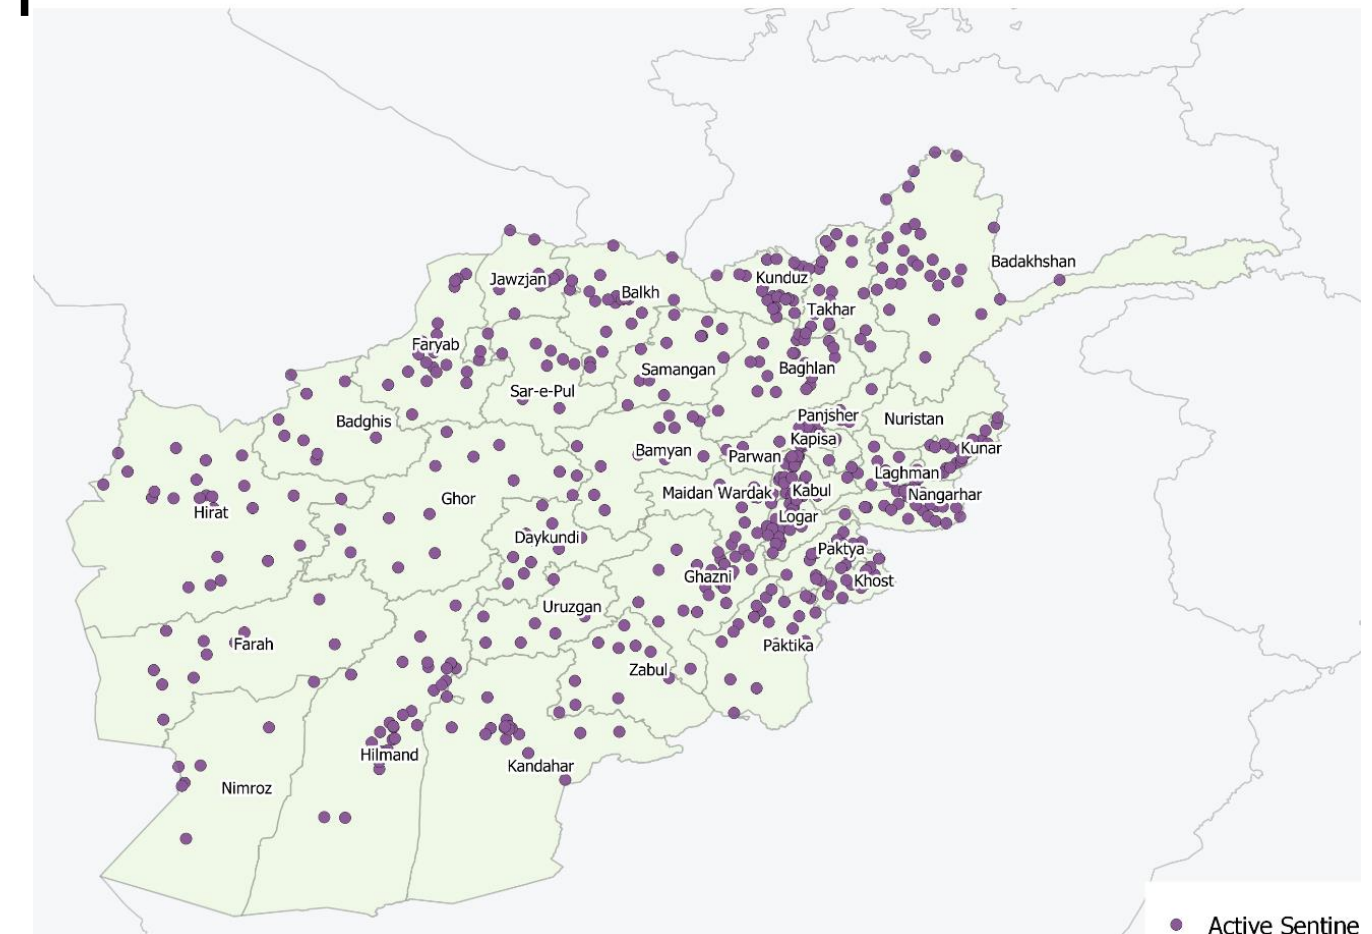 Badakhshan
Jawzjan
Kunduz
Balkh
Takhar
Faryab
Samangan
Baghlan
Sar-e-Pul
Badghis
Panjsher
Nuristan
Kapisa
Bamyan
Parwan
Kunar
Laghman
Ghor
Maidan Wardak
Kabul
Nangarhar
Hirat
Logar
Daykundi
Paktya
Ghazni
Khost
Uruzgan
Farah
Paktika
Zabul
Hilmand
Kandahar
Nimroz
Active Sentine